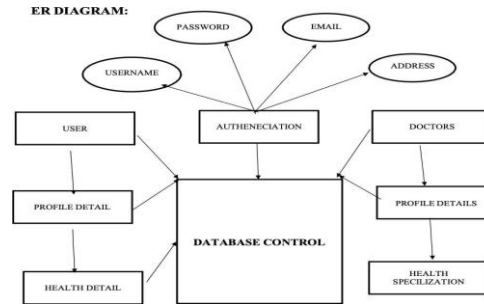 ER DIAGRAM:
PASSWORD
EMAIL
USERNAME
ADDRESS
USER
AUTHENECIATION
DOCTORS
PROFILE DETAIL
PROFILE DETAILS
DATABASE CONTROL
HEALTH DETAIL
HEALTH
SPECILIZATION